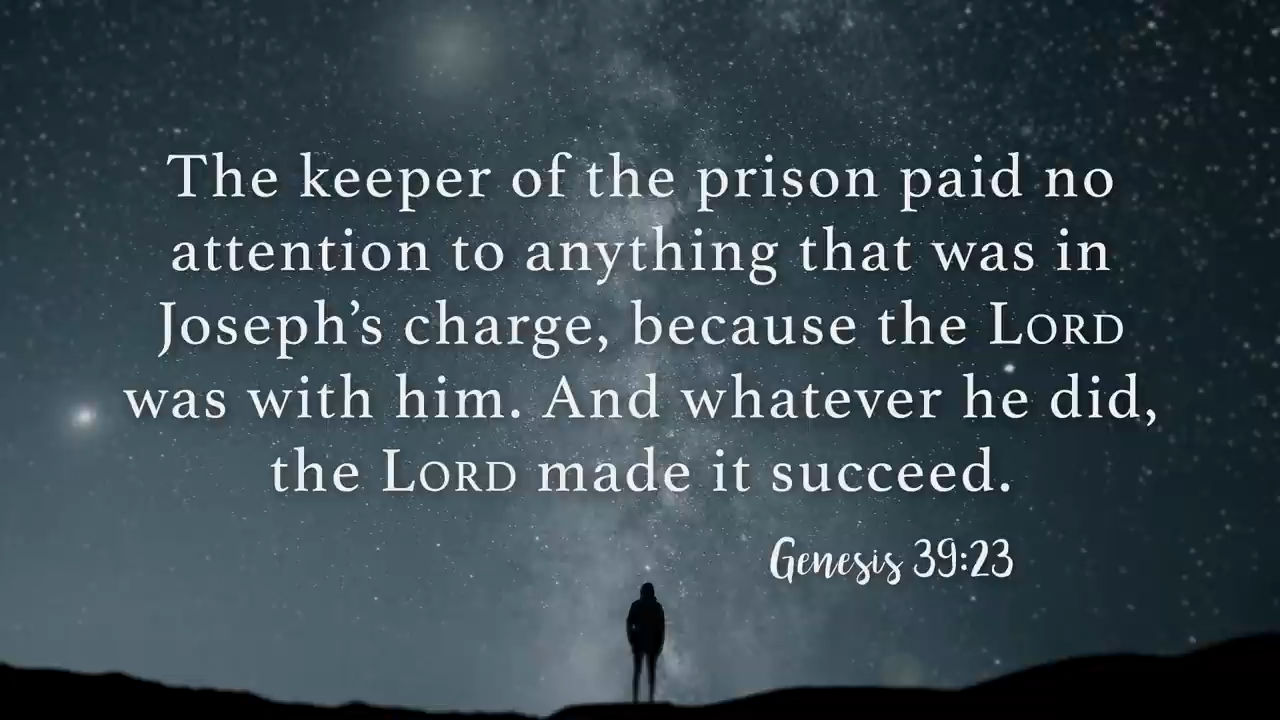 The keeper of the prison paid no
attention to anything that was in
Joseph’s charge, because the LORD
was with him. And whatever he did,
the LORD made it succeed.
Genesis 39:23